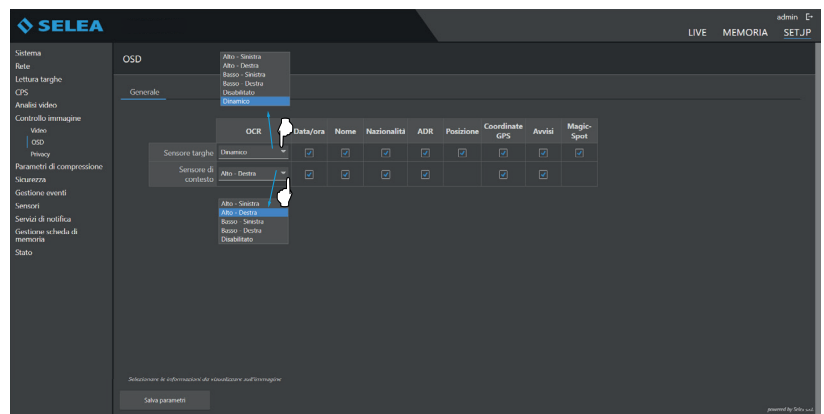 SELEA
admin
LIVE MEMORIA SETUP
Sistema
Rete
Lettura targhe
CPS
Analisi video
Controllo immagine
Video
OSD
Privacy
Parametri di compressione
Sicurezza
Gestione eventi
Sensori
Servizi di notifica
Gestione scheda di
memoria
Stato
OSD
Generale
Alto - Sinistra
Alto - Destra
Basso - Sinistra
Basso - Destra
Disabilitato
Dinamico
OCR Data/ora Nome Nazionalità ADR Posizione Coordinate GPS Avvisi Magic-Spot
Sensore targhe Dinamico
Sensore di contesto Alto - Destra
Alto - Sinistra
Alto - Destra
Basso - Sinistra
Basso - Destra
Disabilitato
Selezionare le informazioni da visualizzare sull'immagine
Salva parametri
powered by Selea s.r.l.